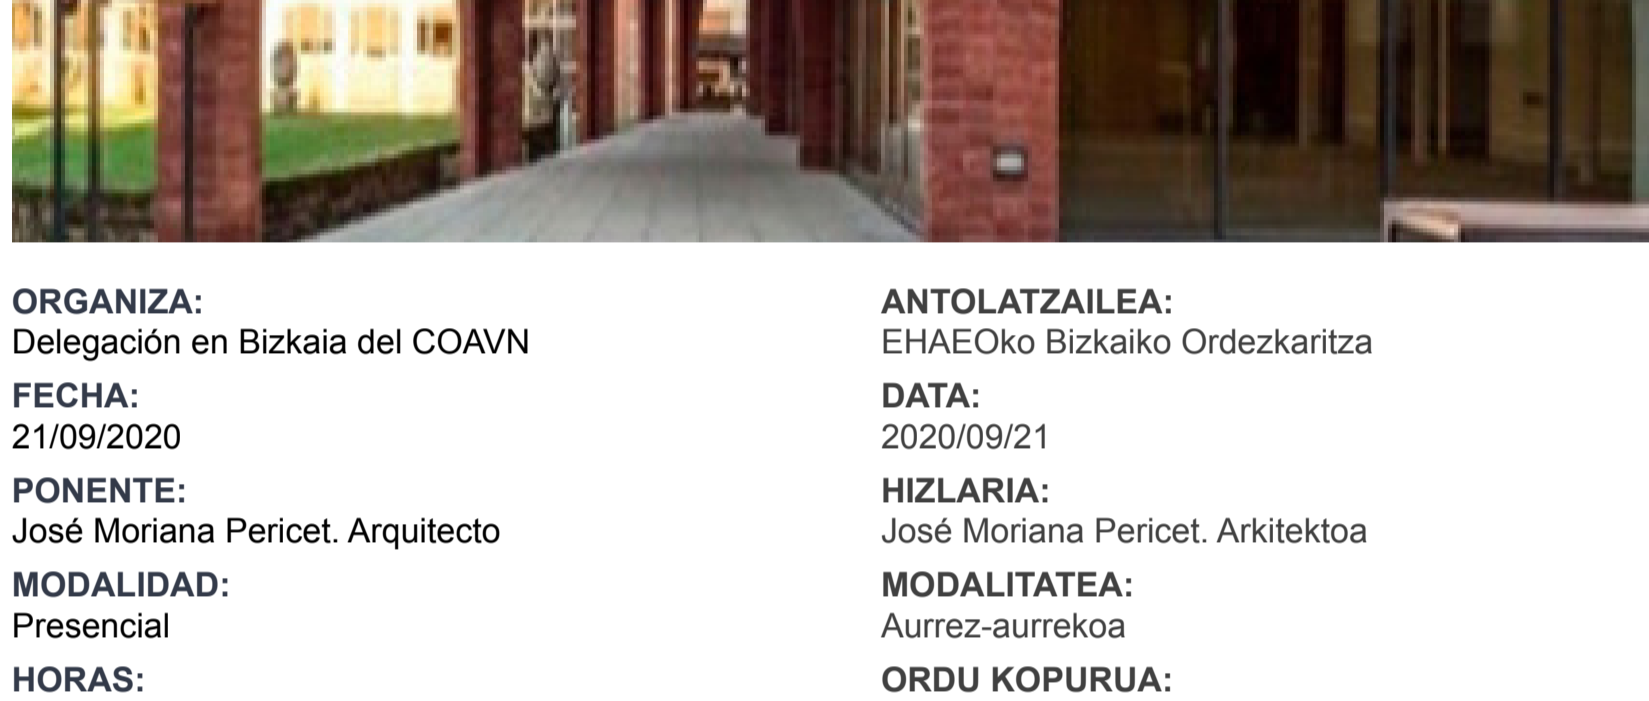 ORGANIZA:
Delegación en Bizkaia del COAVN
FECHA:
21/09/2020
PONENTE:
José Moriana Pericet. Arquitecto
MODALIDAD:
Presencial
HORAS:
ANTOLATZAILEA:
EHAEOko Bizkaiko Ordezkaritza
DATA:
2020/09/21
HIZLARIA:
José Moriana Pericet. Arkitektoa
MODALITATEA:
Aurrez-aurrekoa
ORDU KOPURUA: